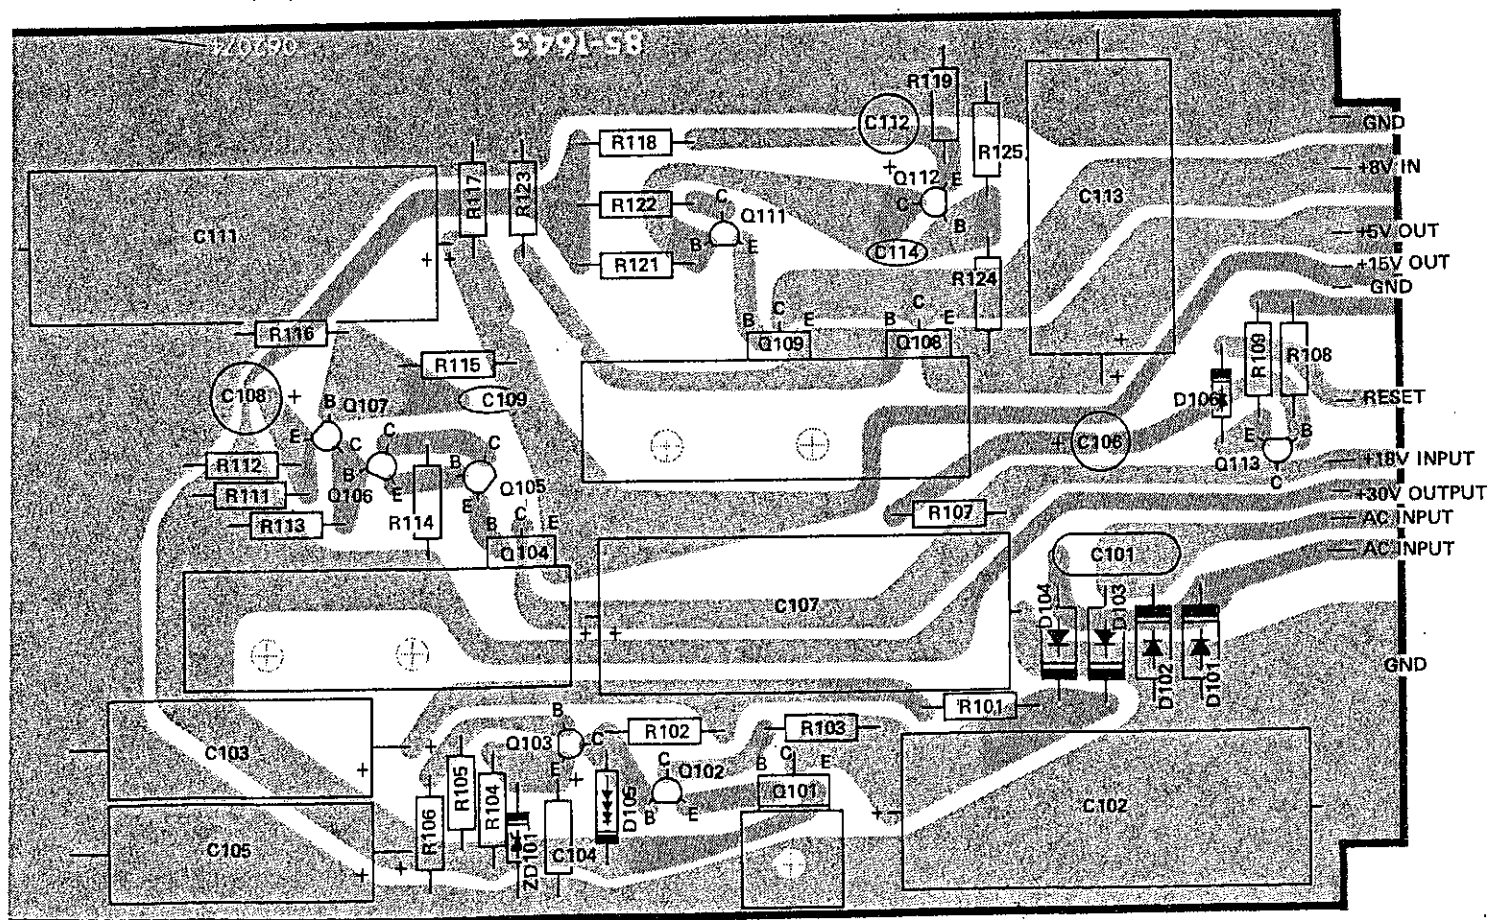 062074
85-1643
R119
C112
R118
R125
GND
+8V IN
R117
R123
Q112
E
C
B
R122
C
Q111
B
E
C113
C111
C114
+5V OUT
+
+
R121
R124
+15V OUT
GND
R116
B
C
E
Q109
B
C
E
Q108
+
+
R109
R108
R115
C108
+
C109
D106
RESET
B
Q107
E
C
C
C
+
C106
E
B
Q113
C
R112
B
Q106
E
B
Q105
E
+18V INPUT
R111
+30V OUTPUT
R113
R114
R107
AC INPUT
B
C
E
Q104
C101
AC INPUT
C107
+
+
D104
D103
D102
D101
GND
R101
B
Q103
C
E
R102
R103
C103
+
+
R105
R104
+
C
Q102
B
E
B
C
E
Q101
C102
+
R106
D105
C105
+
+
ZD101
C104